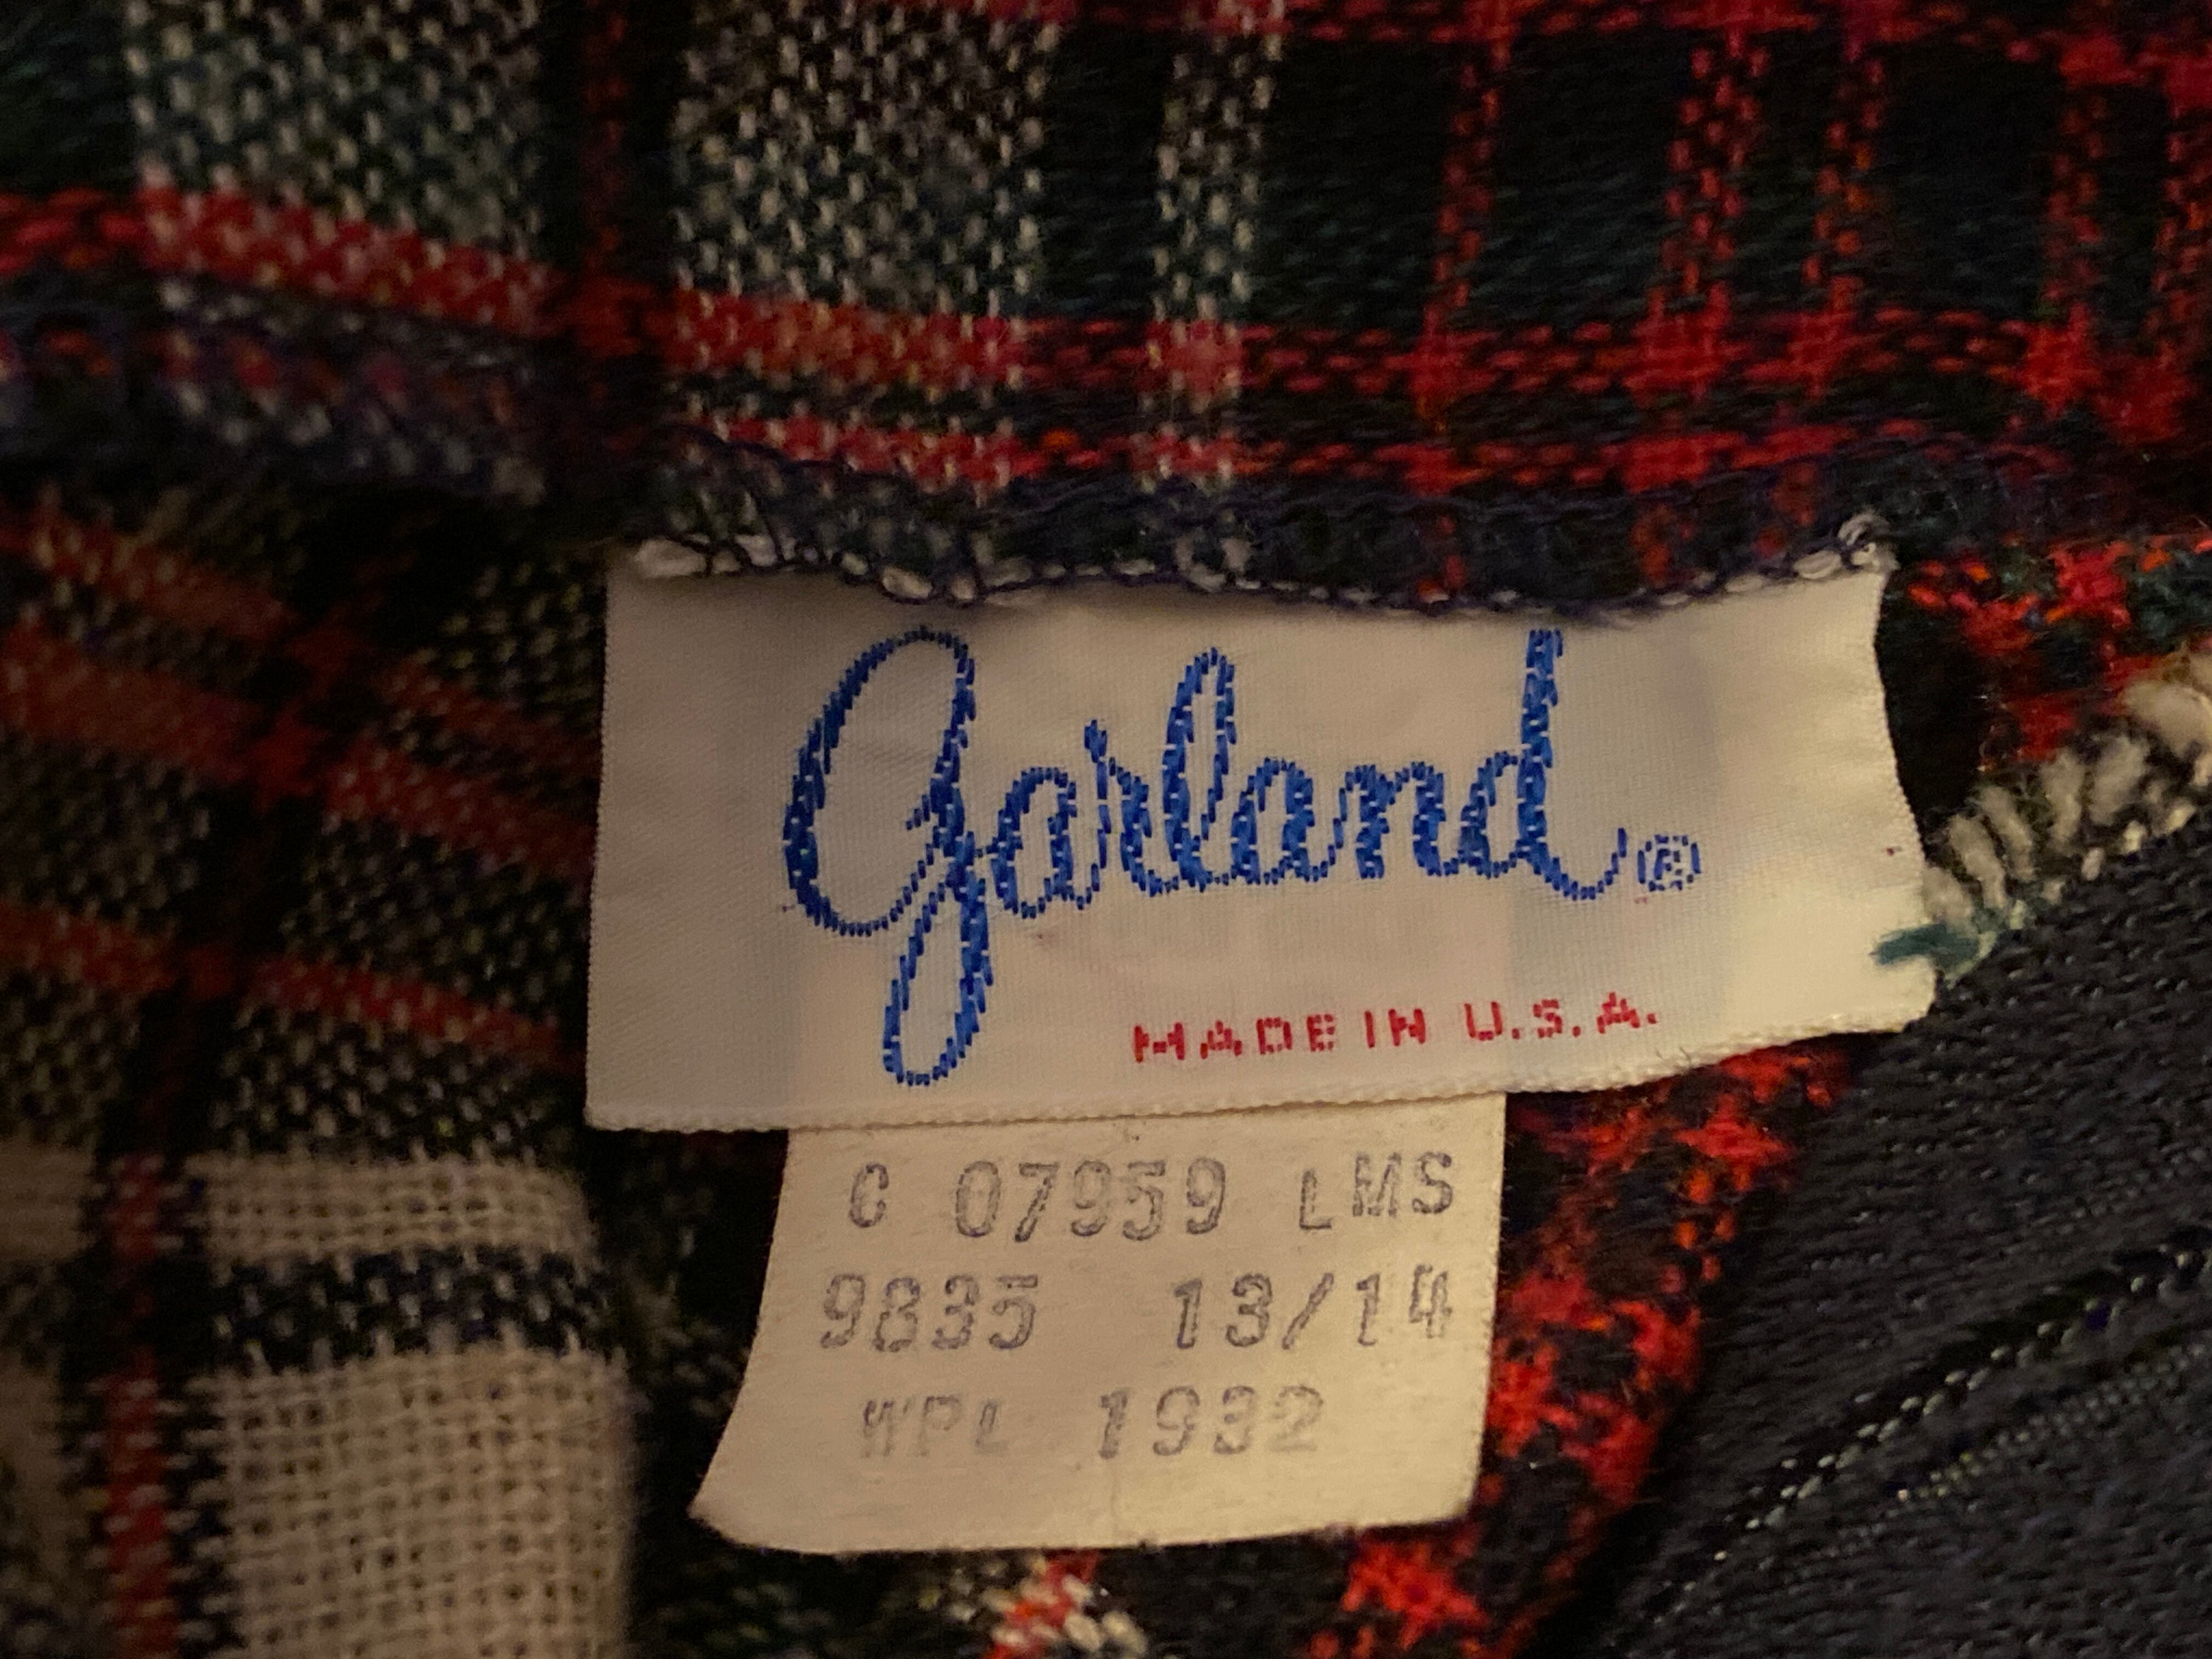 Garland®
MADE IN U.S.A.
C 07959 LMS
9835 13/14
WPL 1932